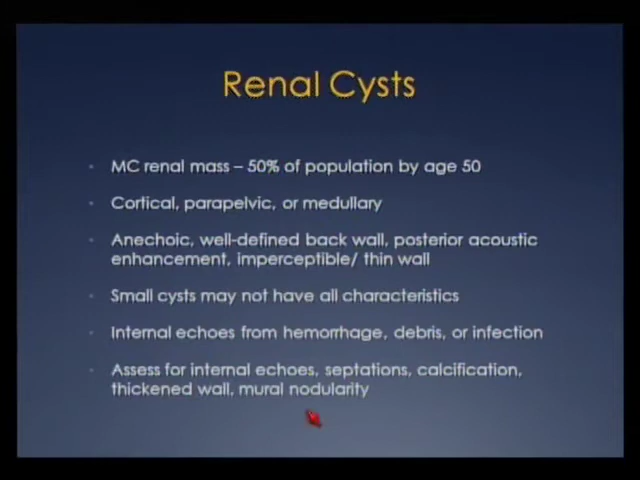 Renal Cysts
MC renal mass – 50% of population by age 50
Cortical, parapelvic, or medullary
Anechoic, well-defined back wall, posterior acoustic
enhancement, imperceptible/ thin wall
Small cysts may not have all characteristics
Internal echoes from hemorrhage, debris, or infection
Assess for internal echoes, septations, calcification,
thickened wall, mural nodularity